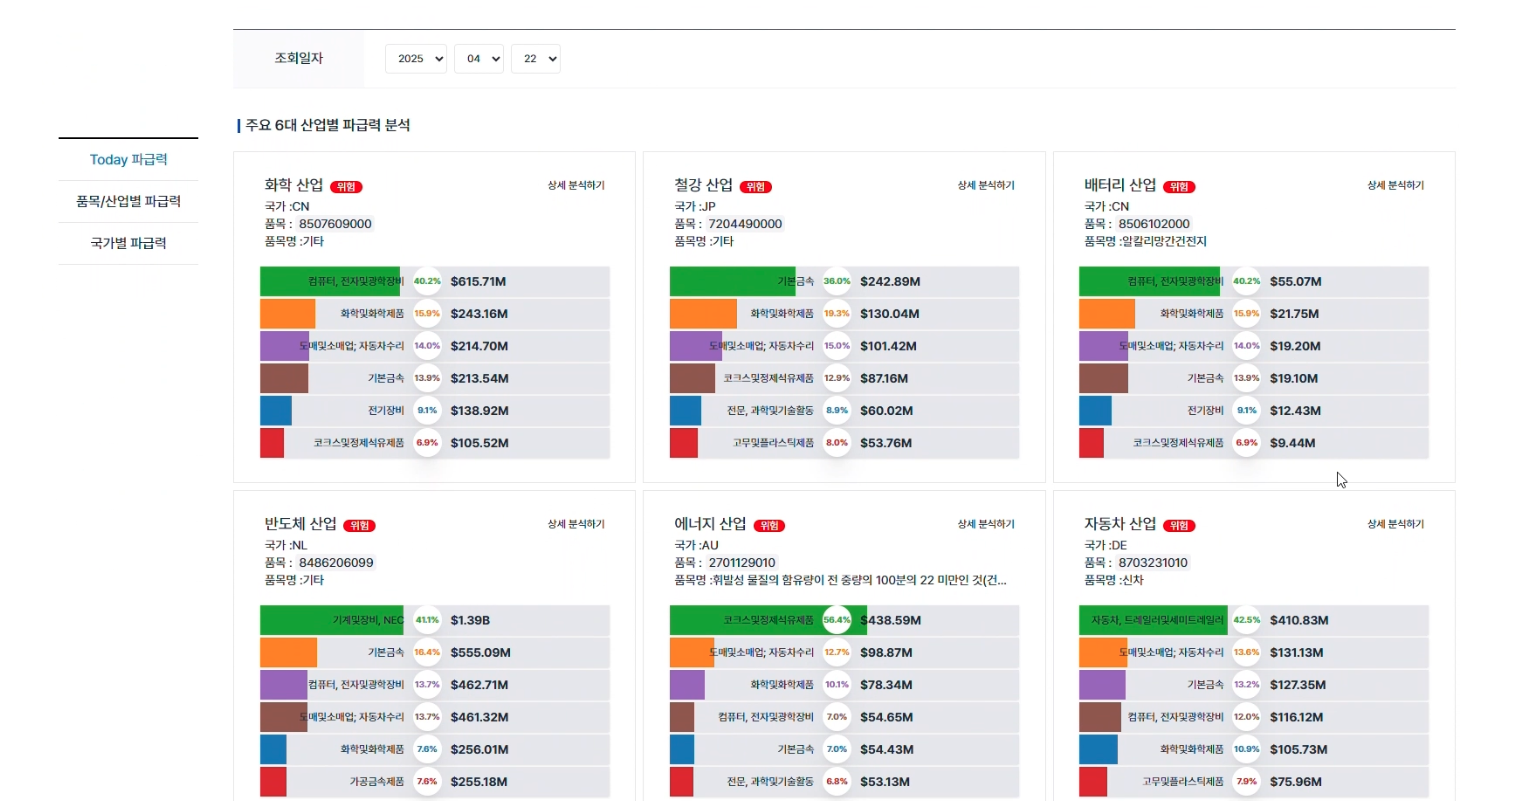 조회일자
2025
04
22
Today 파급력
품목/산업별 파급력
국가별 파급력
주요 6대 산업별 파급력 분석
화학 산업 위험 상세 분석하기
국가 :CN
품목 : 8507609000
품목명 :기타
컴퓨터, 전자및광학장비 40.2% $615.71M
화학및화학제품 15.9% $243.16M
도매및소매업; 자동차수리 14.0% $214.70M
기본금속 13.9% $213.54M
전기장비 9.1% $138.92M
코크스및정제석유제품 6.9% $105.52M
철강 산업 위험 상세 분석하기
국가 :JP
품목 : 7204490000
품목명 :기타
기본금속 36.0% $242.89M
화학및화학제품 19.3% $130.04M
도매및소매업; 자동차수리 15.0% $101.42M
코크스및정제석유제품 12.9% $87.16M
전문, 과학및기술활동 8.9% $60.02M
고무및플라스틱제품 8.0% $53.76M
배터리 산업 위험 상세 분석하기
국가 :CN
품목 : 8506102000
품목명 :알칼리망간건전지
컴퓨터, 전자및광학장비 40.2% $55.07M
화학및화학제품 15.9% $21.75M
도매및소매업; 자동차수리 14.0% $19.20M
기본금속 13.9% $19.10M
전기장비 9.1% $12.43M
코크스및정제석유제품 6.9% $9.44M
반도체 산업 위험 상세 분석하기
국가 :NL
품목 : 8486206099
품목명 :기타
기계및장비, NEC 41.1% $1.39B
기본금속 16.4% $555.09M
컴퓨터, 전자및광학장비 13.7% $462.71M
도매및소매업; 자동차수리 13.7% $461.32M
화학및화학제품 7.6% $256.01M
가공금속제품 7.6% $255.18M
에너지 산업 위험 상세 분석하기
국가 :AU
품목 : 2701129010
품목명 :휘발성 물질의 함유량이 전 중량의 100분의 22 미만인 것(건...
코크스및정제석유제품 56.4% $438.59M
도매및소매업; 자동차수리 12.7% $98.87M
화학및화학제품 10.1% $78.34M
컴퓨터, 전자및광학장비 7.0% $54.65M
기본금속 7.0% $54.43M
전문, 과학및기술활동 6.8% $53.13M
자동차 산업 위험 상세 분석하기
국가 :DE
품목 : 8703231010
품목명 :신차
자동차, 트레일러및세미트레일러 42.5% $410.83M
도매및소매업; 자동차수리 13.6% $131.13M
기본금속 13.2% $127.35M
컴퓨터, 전자및광학장비 12.0% $116.12M
화학및화학제품 10.9% $105.73M
고무및플라스틱제품 7.9% $75.96M